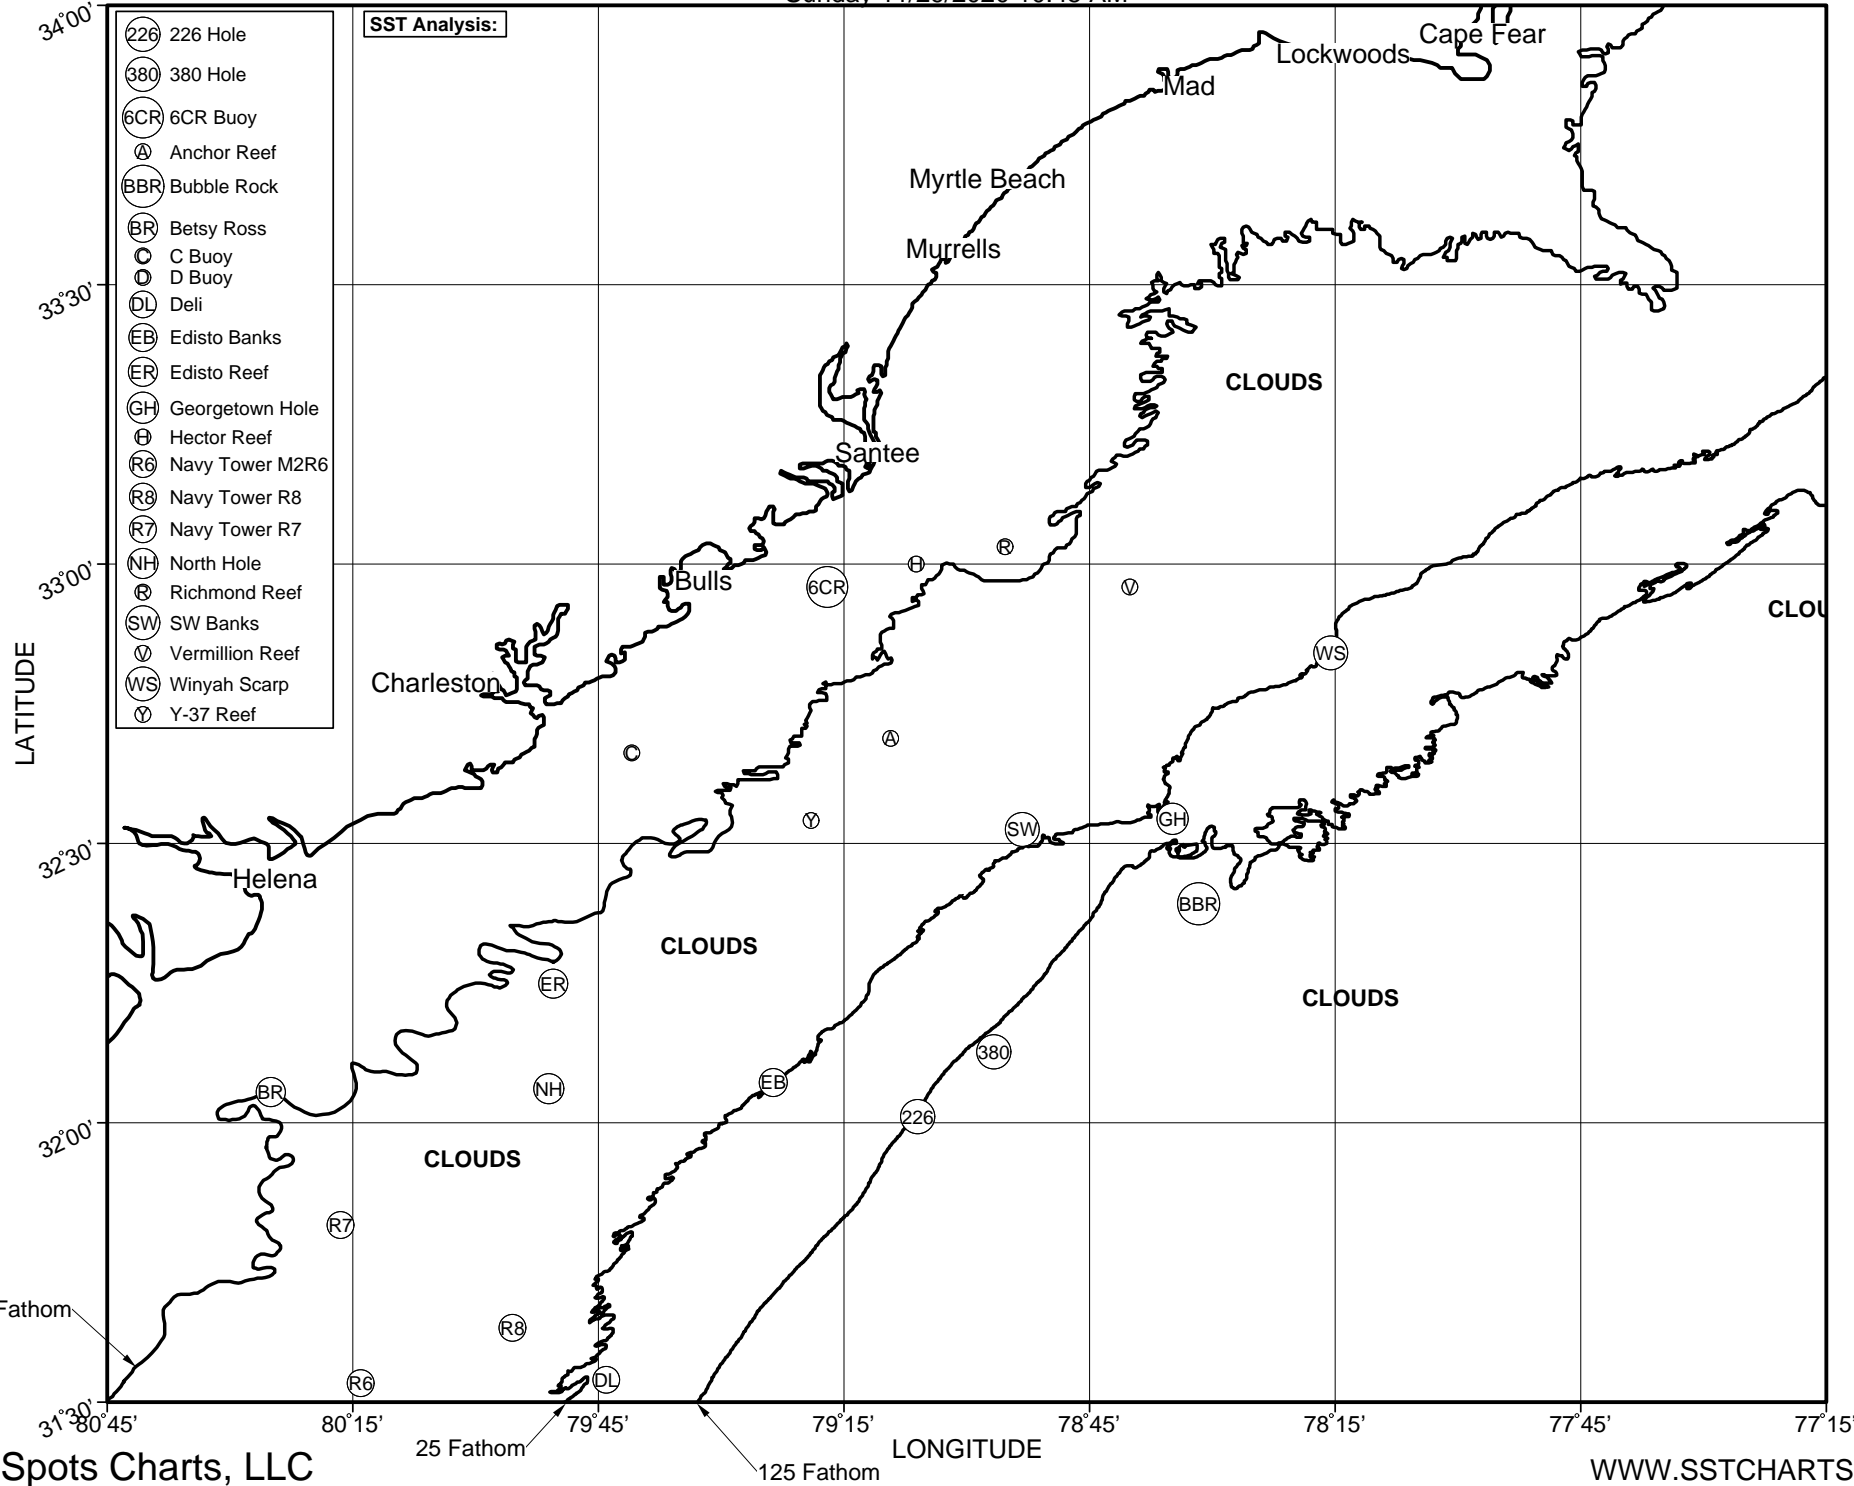 34°00'
SST Analysis:
226 226 Hole
380 380 Hole
6CR 6CR Buoy
A Anchor Reef
BBR Bubble Rock
BR Betsy Ross
C C Buoy
D D Buoy
DL Deli
EB Edisto Banks
ER Edisto Reef
GH Georgetown Hole
H Hector Reef
R6 Navy Tower M2R6
R8 Navy Tower R8
R7 Navy Tower R7
NH North Hole
R Richmond Reef
SW SW Banks
V Vermillion Reef
WS Winyah Scarp
Y Y-37 Reef
Cape Fear
Lockwoods
Mad
Myrtle Beach
Murrells
33°30'
CLOUDS
Santee
R
33°00'
H
Bulls
6CR
V
CLOU
WS
Charleston
LATITUDE
A
C
GH
Y
SW
32°30'
Helena
BBR
CLOUDS
ER
CLOUDS
380
EB
NH
BR
226
32°00'
CLOUDS
R7
Fathom
R8
DL
R6
31°30'
80°45'
80°15'
79°45'
79°15'
78°45'
78°15'
77°45'
77°15'
25 Fathom
LONGITUDE
125 Fathom
Spots Charts, LLC
WWW.SSTCHARTS